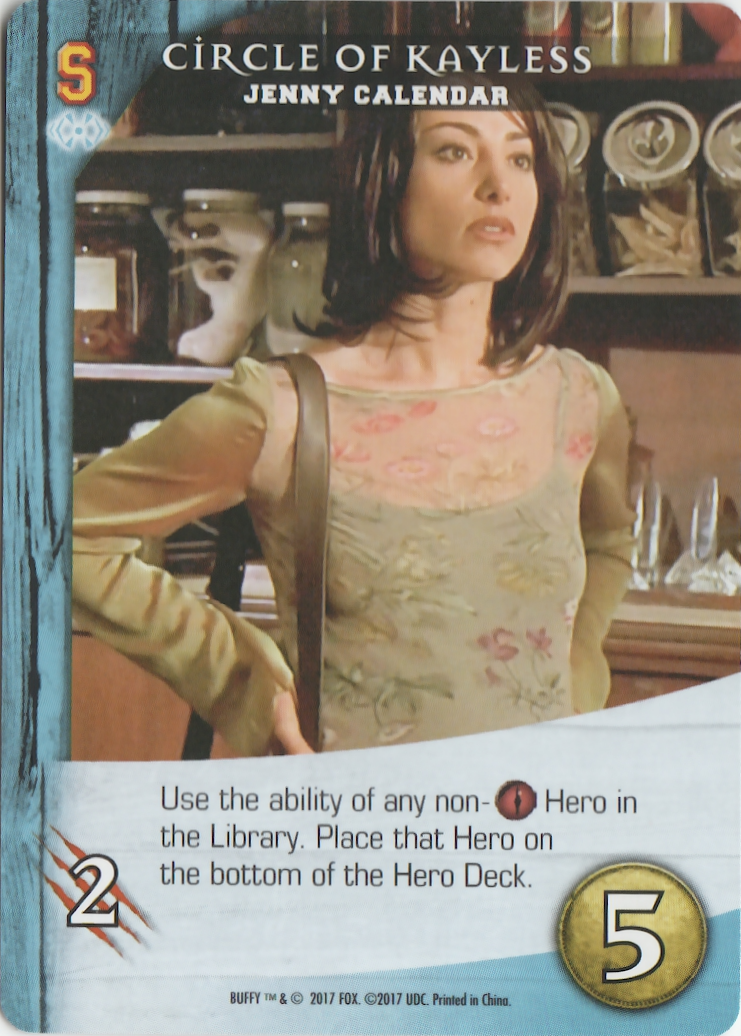 S
CIRCLE OF KAYLESS
JENNY CALENDAR
Use the ability of any non- Hero in
the Library. Place that Hero on
the bottom of the Hero Deck.
2
5
BUFFY ™ & © 2017 FOX. ©2017 UDC. Printed in China.